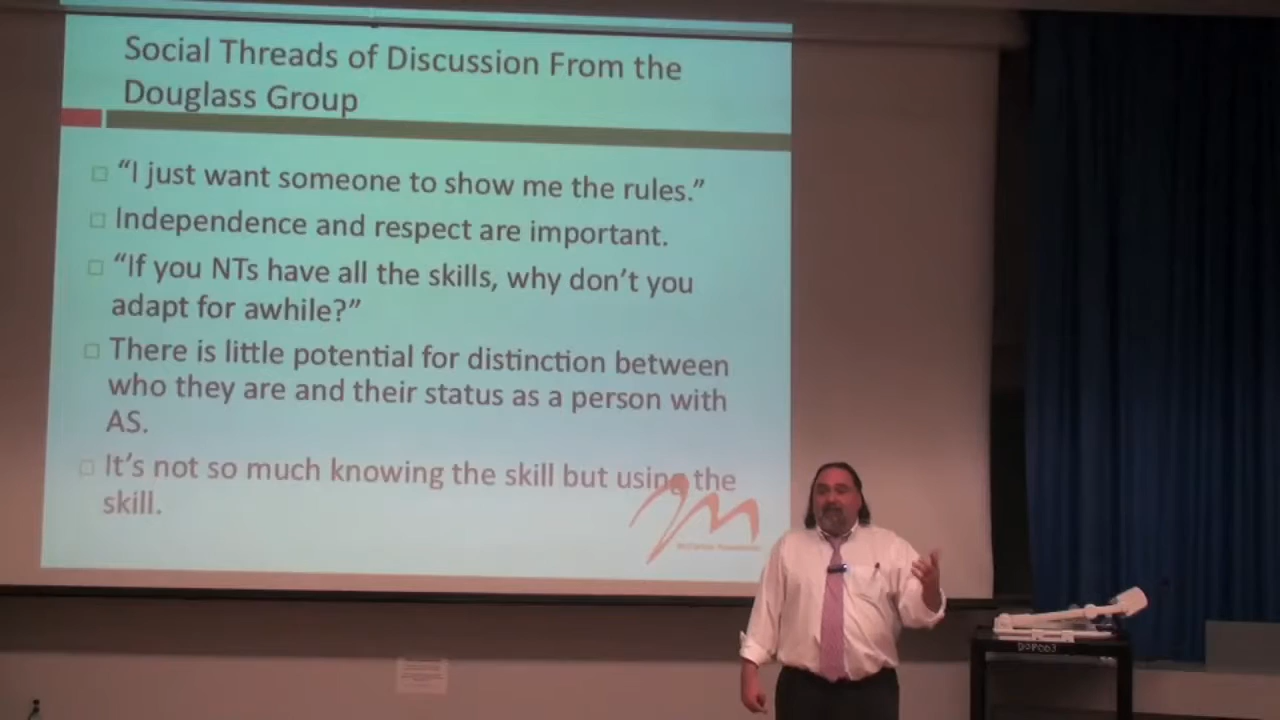 Social Threads of Discussion From the
Douglass Group
“I just want someone to show me the rules.”
Independence and respect are important.
“If you NTs have all the skills, why don’t you
adapt for awhile?”
There is little potential for distinction between
who they are and their status as a person with
AS.
It’s not so much knowing the skill but using the
skill.